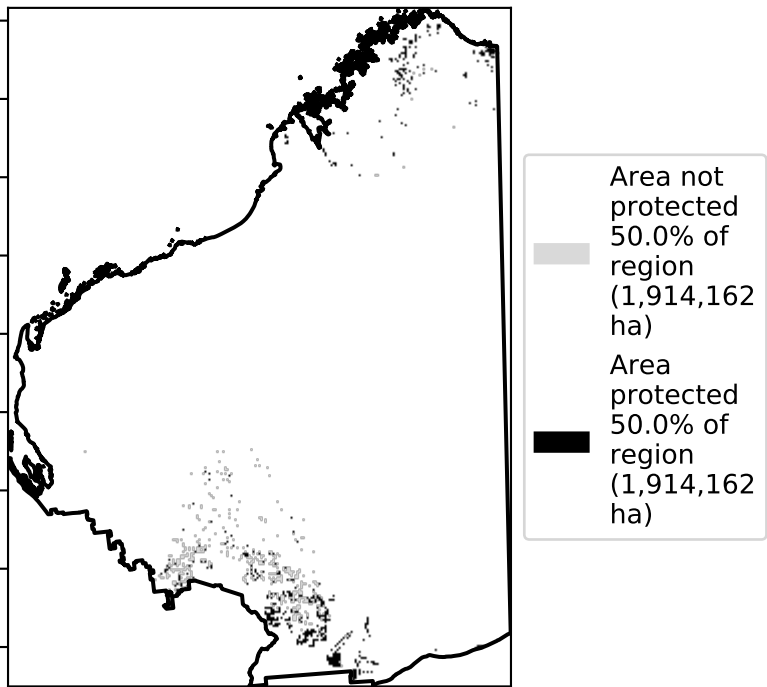 Area not
protected
50.0% of
region
(1,914,162
ha)
Area
protected
50.0% of
region
(1,914,162
ha)